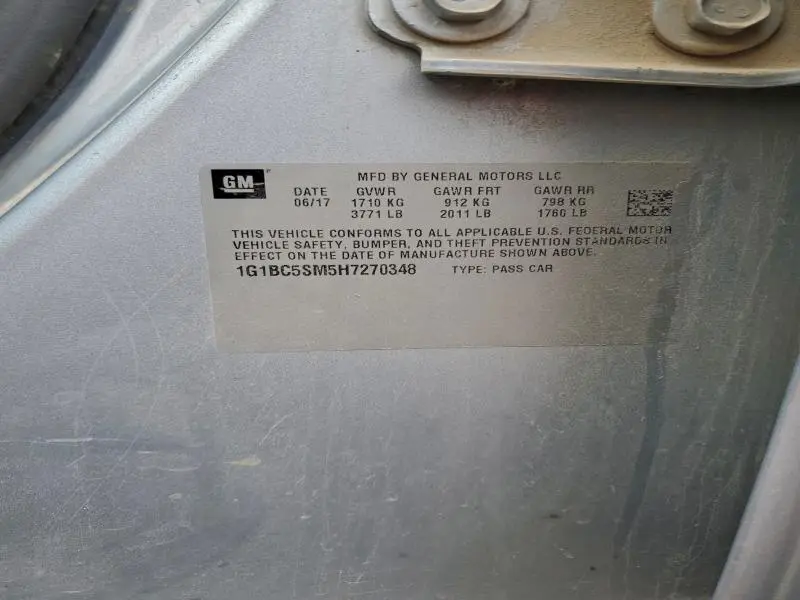 GM
MFD BY GENERAL MOTORS LLC
DATE GVWR GAWR FRT GAWR RR
06/17 1710 KG 912 KG 798 KG
3771 LB 2011 LB 1760 LB
THIS VEHICLE CONFORMS TO ALL APPLICABLE U.S. FEDERAL MOTOR
VEHICLE SAFETY, BUMPER, AND THEFT PREVENTION STANDARDS IN
EFFECT ON THE DATE OF MANUFACTURE SHOWN ABOVE.
1G1BC5SM5H7270348 TYPE: PASS CAR